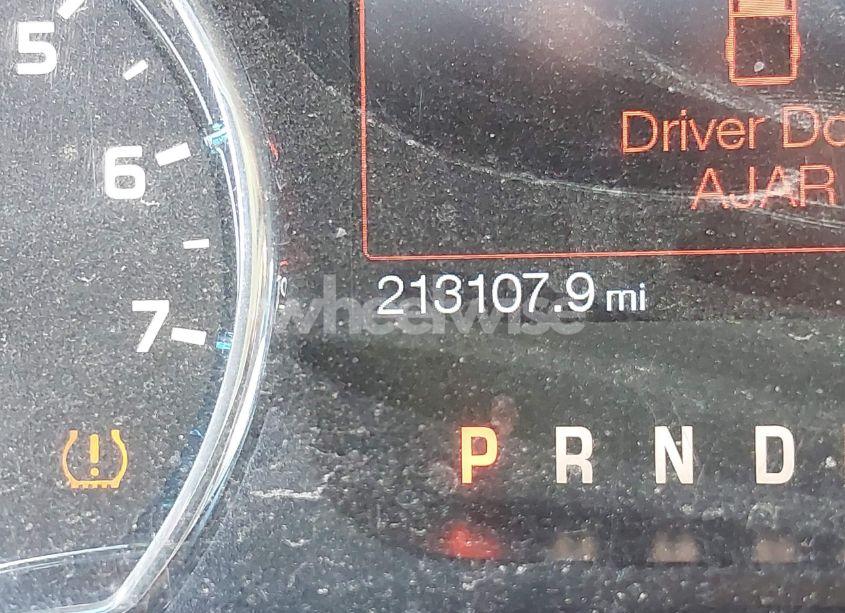 5
6
7
Driver Do
AJAR
213107.9 mi
wheelwise
P R N D